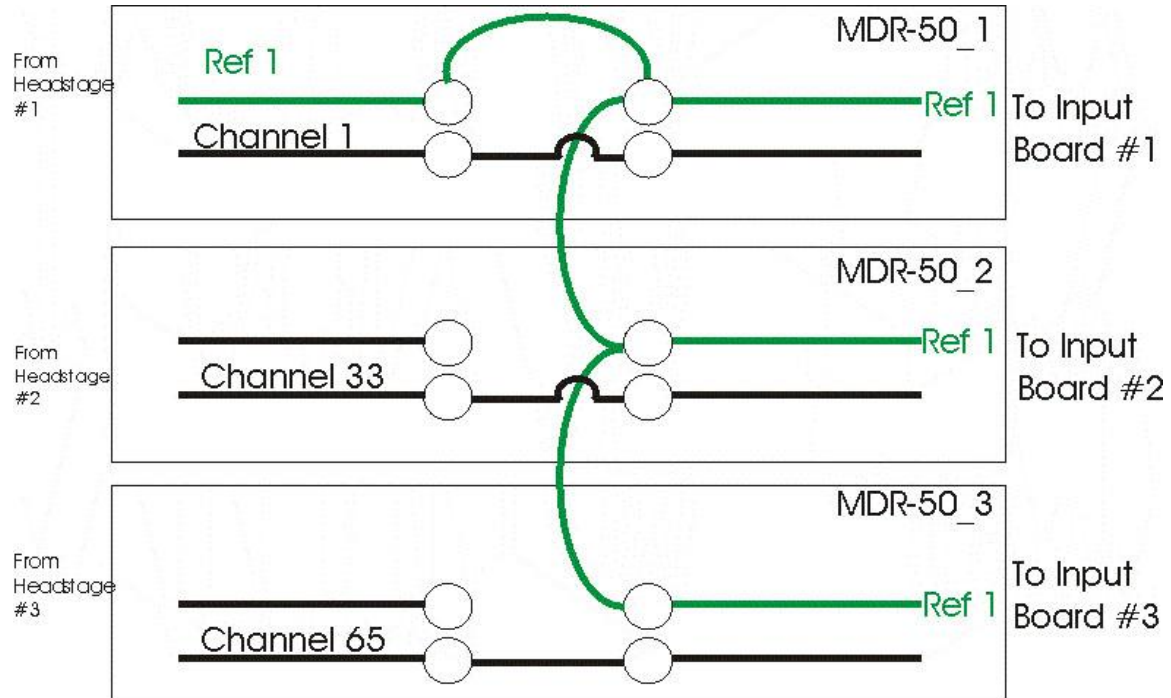 MDR-50_1
From
Headstage
#1
Ref 1
Ref 1
To Input
Board #1
Channel 1
MDR-50_2
From
Headstage
#2
Ref 1
To Input
Board #2
Channel 33
MDR-50_3
From
Headstage
#3
Ref 1
To Input
Board #3
Channel 65